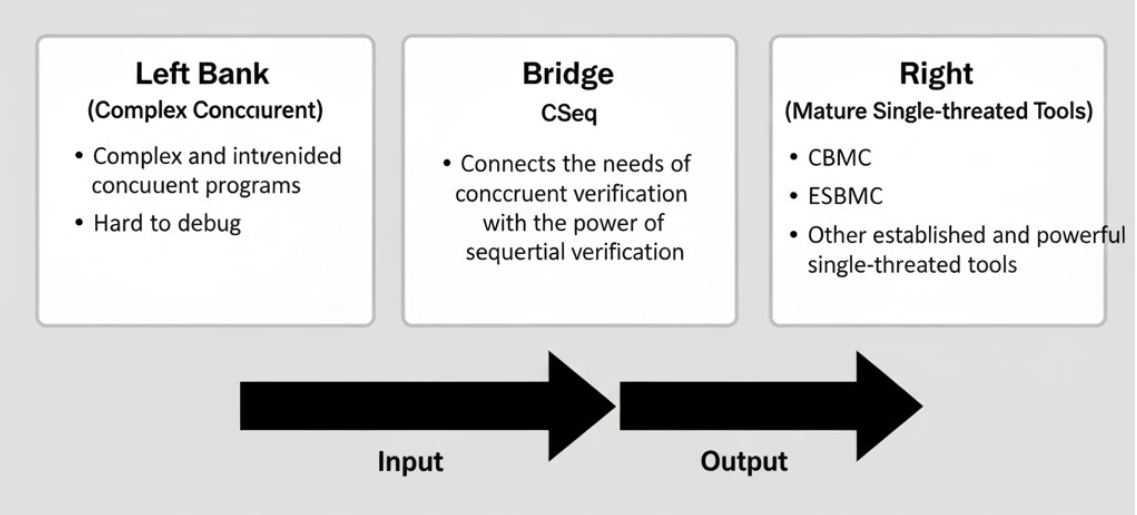 Left Bank
(Complex Conccurent)
• Complex and intvrenided
concuuent programs
• Hard to debug
Bridge
CSeq
• Connects the needs of
conccruent verification
with the power of
sequertial verification
Right
(Mature Single-threated Tools)
• CBMC
• ESBMC
• Other established and powerful
single-threated tools
Input
Output